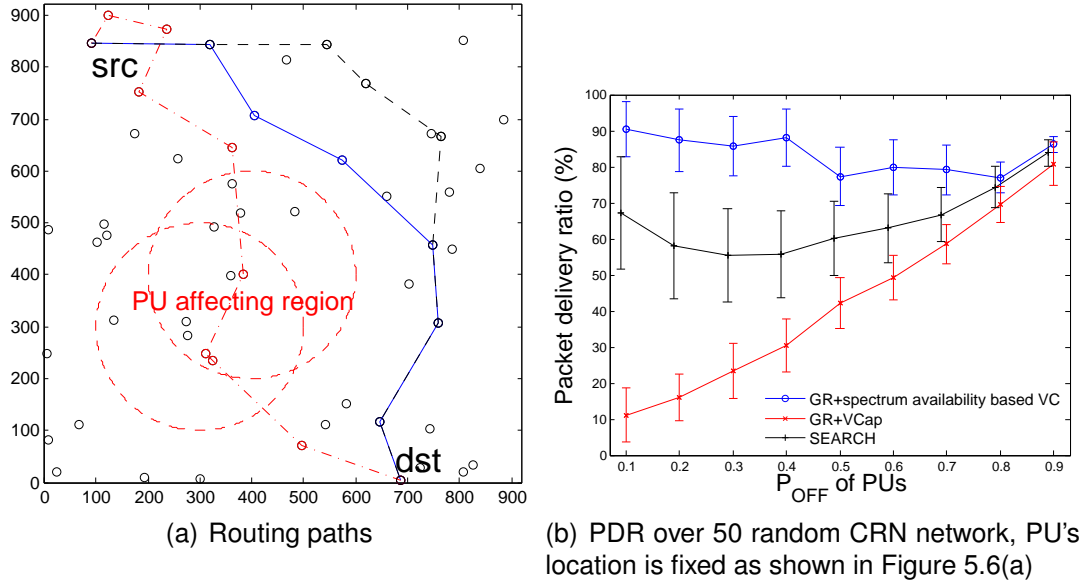 900
800
700
600
500
400
300
200
100
0
0 100 200 300 400 500 600 700 800 900
src
PU affecting region
dst
(a) Routing paths
Packet delivery ratio (%)
100
90
80
70
60
50
40
30
20
10
0
GR+spectrum availability based VC
GR+VCap
SEARCH
0.1 0.2 0.3 0.4 0.5 0.6 0.7 0.8 0.9
P_OFF of PUs
(b) PDR over 50 random CRN network, PU's
location is fixed as shown in Figure 5.6(a)